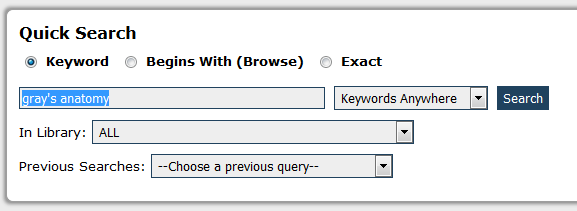 Quick Search
Keyword Begins With (Browse) Exact
gray's anatomy Keywords Anywhere Search
In Library: ALL
Previous Searches: --Choose a previous query--